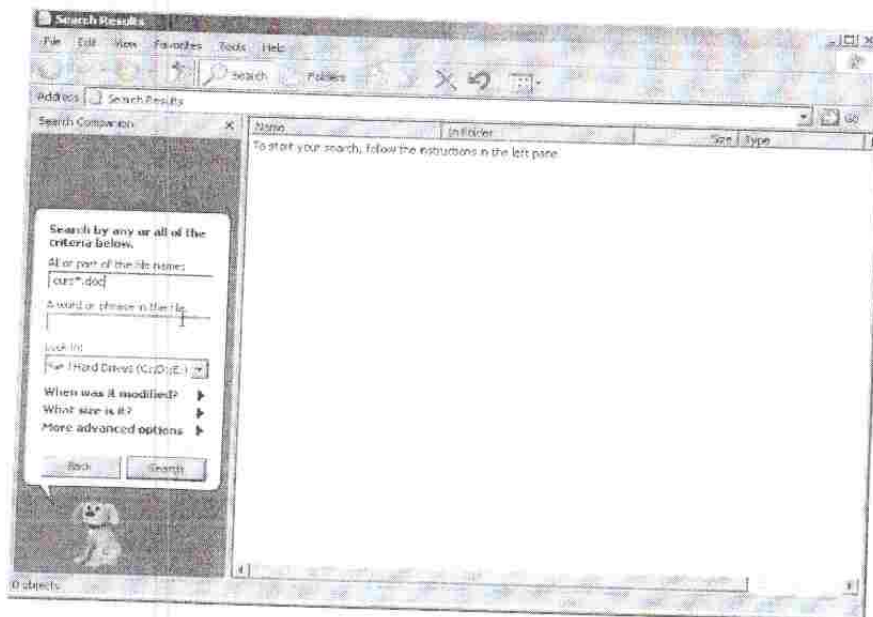 Search Results
File Edit View Favorites Tools Help
Search Folders
Address Search Results Go
Search Companion
Name In Folder Size Type
To start your search, follow the instructions in the left pane.
Search by any or all of the
criteria below.
All or part of the file name:
curs*.doc
A word or phrase in the file:
Look in:
Hard Drives (C:;D:;E:)
When was it modified?
What size is it?
More advanced options
Back Search
0 objects